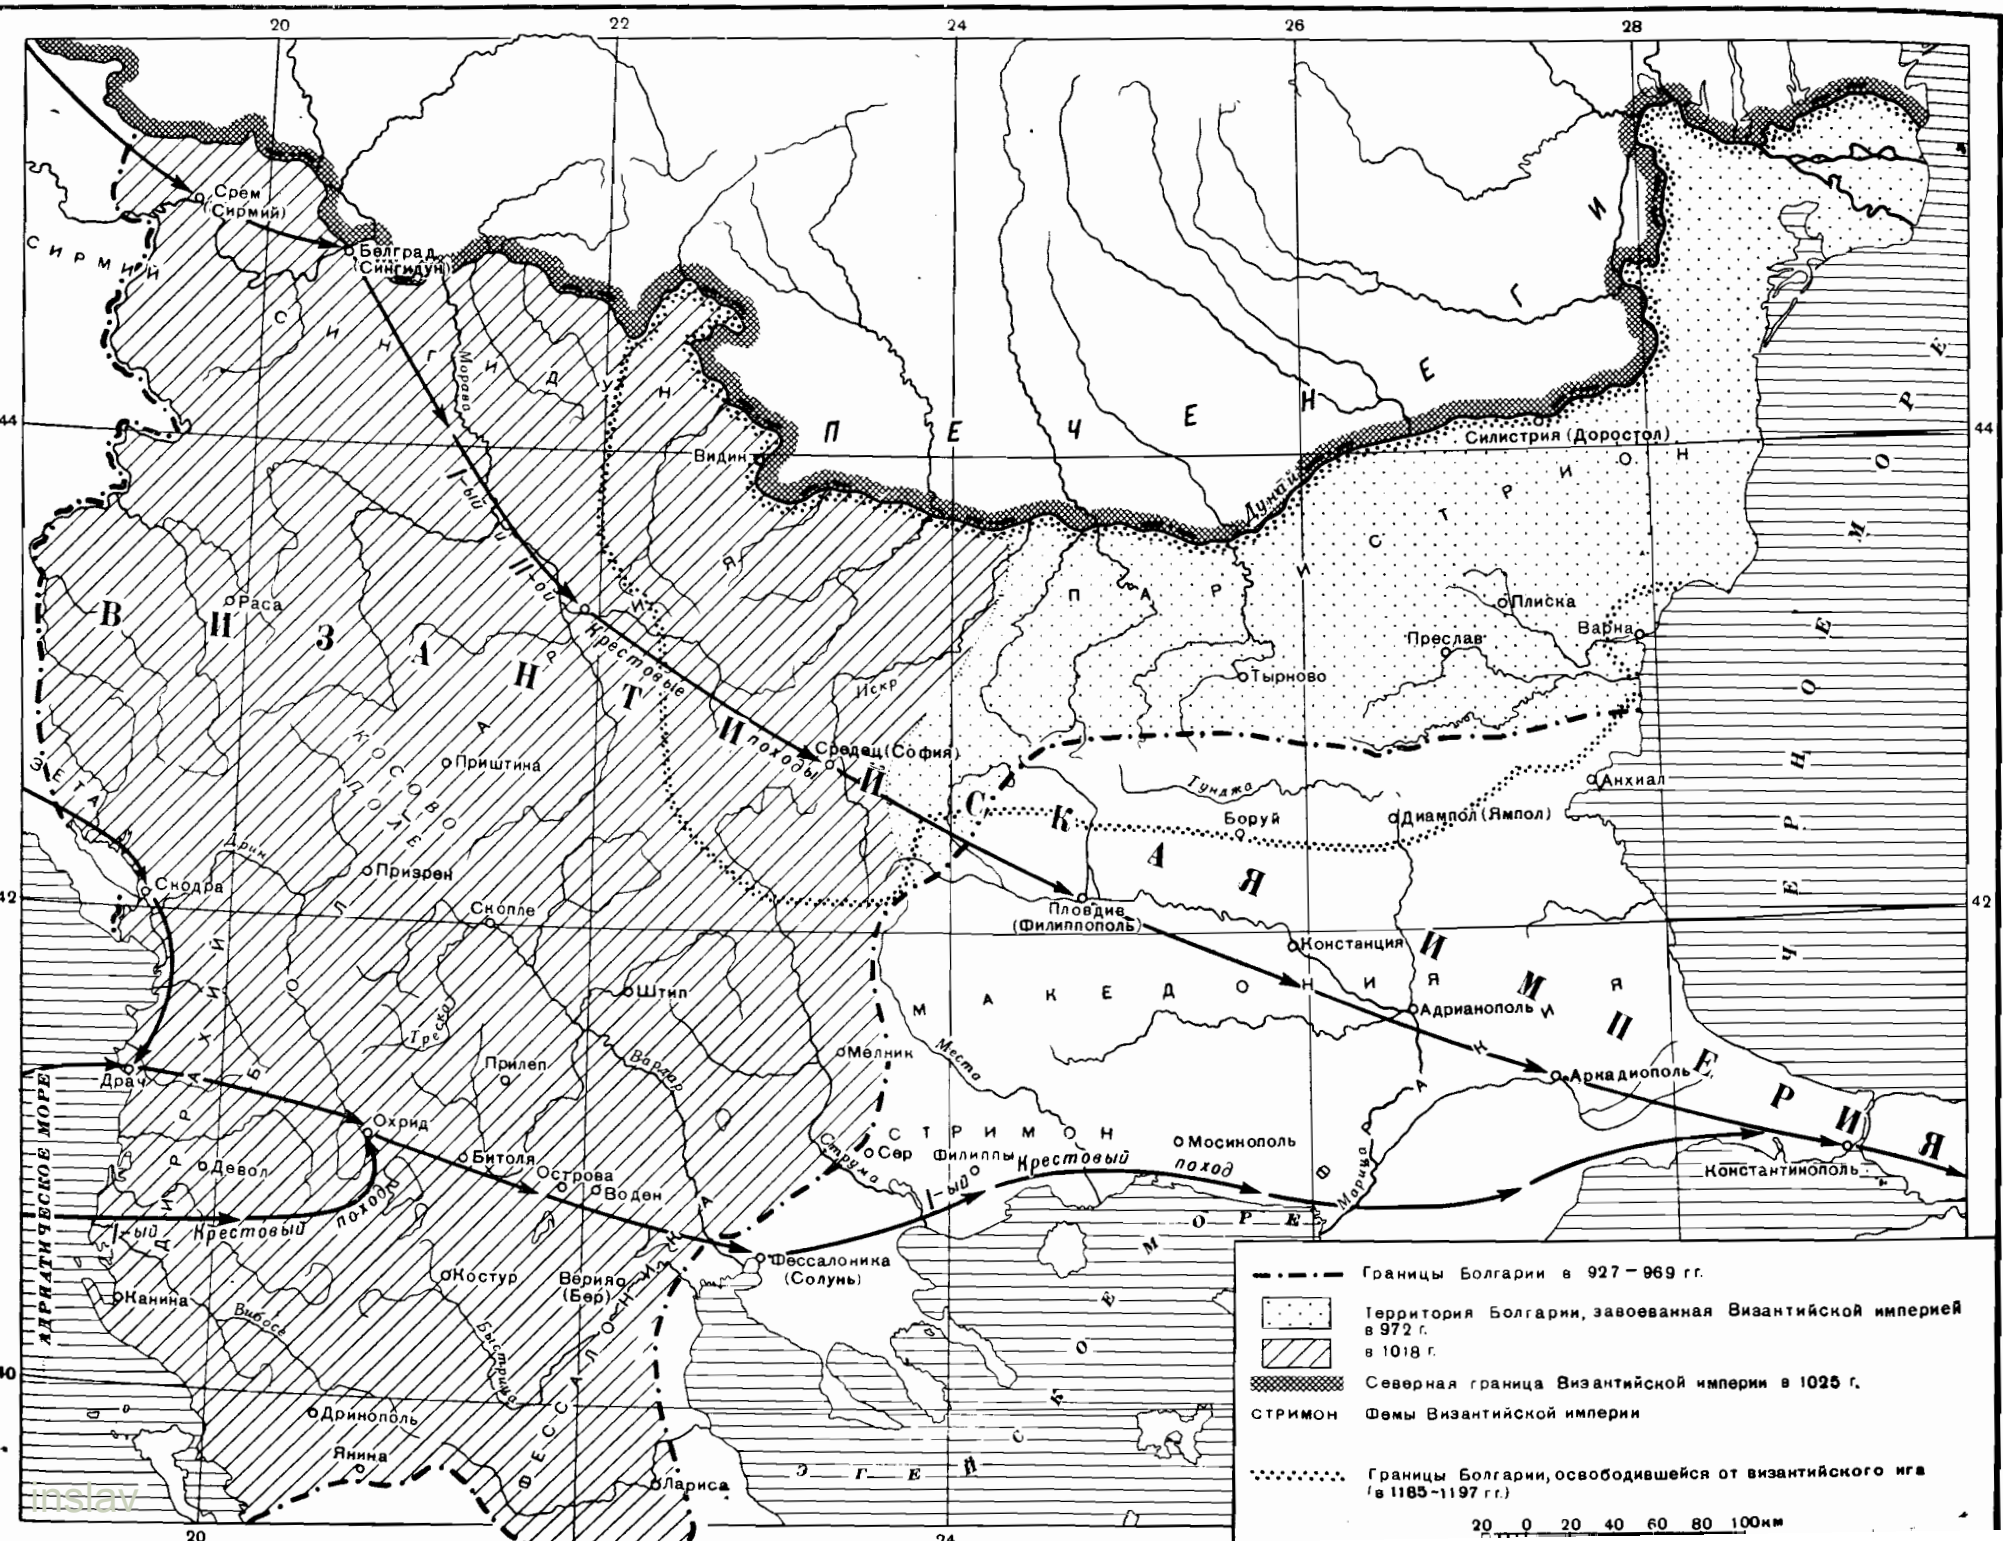 20 22 24 26 28
Срем
(Сирмий)
СИРМИЙ
Белград
(Сингидун)
СИНГИДУН
Морава
ПЕЧЕНЕГИ
44
44
Видин
Силистрия (Доростол)
Дунай
ПАРИСТРИОН
I-ый и II-ой Крестовые походы
Раса
ВИЗАНТИЙСКАЯ ИМПЕРИЯ
Плиска
Варна
Преслав
Тырново
Искр
КОСОВО ПОЛЕ
Приштина
Средец (София)
ЗЕТА
Тунджа
Анхиал
Боруй
Диампол (Ямпол)
ЧЕРНОЕ МОРЕ
Дрин
Призрен
Скодра
42
42
Скопле
Пловдив
(Филиппополь)
Констанция
БОЛГАРИЯ
Штип
МАКЕДОНИЯ
Адрианополь
Треска
Вардар
Мелник
Места
Прилеп
Драч
Аркадиополь
ДИРРАХИЙ
АДРИАТИЧЕСКОЕ МОРЕ
Охрид
СТРИМОН
Мосинополь
Битоля
Струма
Сер
Филиппы
I-ый Крестовый поход
Девол
Острова
Воден
Марица
Константинополь
I-ый Крестовый поход
Фессалоника
(Солунь)
Костур
Верия
(Бер)
Канина
Быстрица
Дринополь
Янина
Лариса
ЭГЕЙСКОЕ МОРЕ
40
Границы Болгарии в 927-969 гг.
Территория Болгарии, завоеванная Византийской империей
в 972 г.
в 1018 г.
Северная граница Византийской империи в 1025 г.
СТРИМОН Фемы Византийской империи
Границы Болгарии, освободившейся от византийского ига
(в 1185-1197 гг.)
20 0 20 40 60 80 100км
20 24
inslav